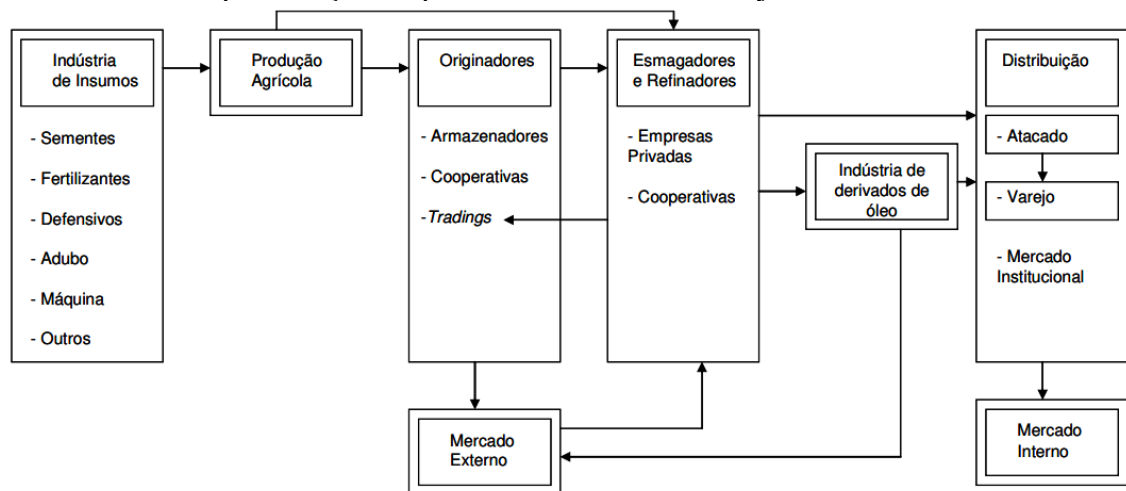 Indústria
de Insumos
- Sementes
- Fertilizantes
- Defensivos
- Adubo
- Máquina
- Outros
Produção
Agrícola
Originadores
- Armazenadores
- Cooperativas
-Tradings
Esmagadores
e Refinadores
- Empresas
Privadas
- Cooperativas
Indústria de
derivados de
óleo
Distribuição
- Atacado
- Varejo
- Mercado
Institucional
Mercado
Externo
Mercado
Interno